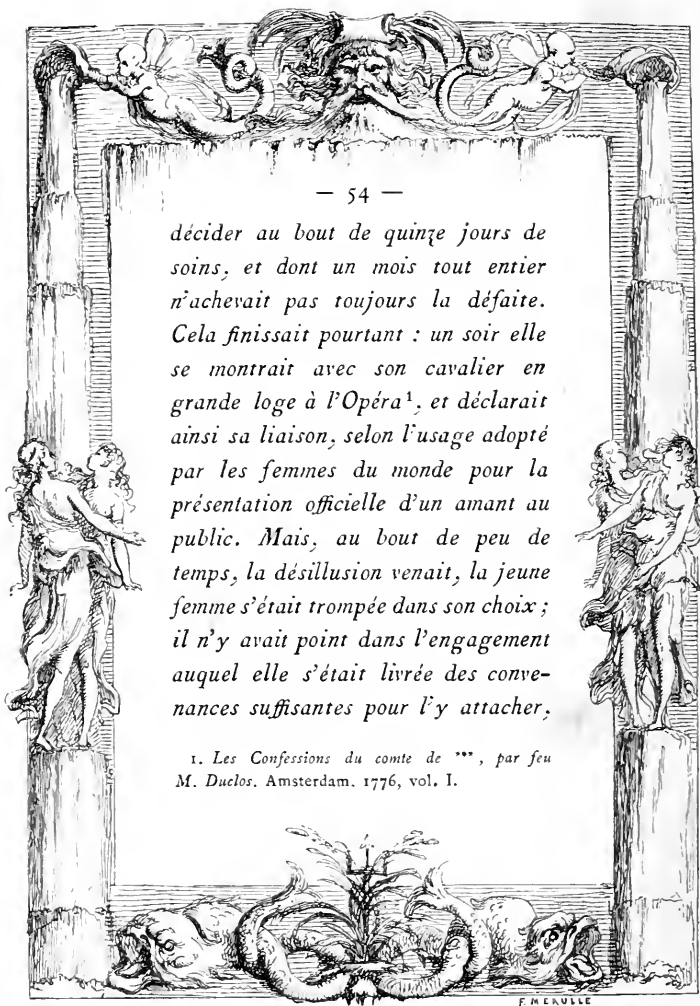 — 54 —
décider au bout de quinze jours de
soins, et dont un mois tout entier
n'achevait pas toujours la défaite.
Cela finissait pourtant : un soir elle
se montrait avec son cavalier en
grande loge à l'Opéra¹, et déclarait
ainsi sa liaison, selon l'usage adopté
par les femmes du monde pour la
présentation officielle d'un amant au
public. Mais, au bout de peu de
temps, la désillusion venait, la jeune
femme s'était trompée dans son choix ;
il n'y avait point dans l'engagement
auquel elle s'était livrée des conve-
nances suffisantes pour l'y attacher,
1. Les Confessions du comte de ***, par feu
M. Duclos. Amsterdam. 1776, vol. I.
F. MERULLE